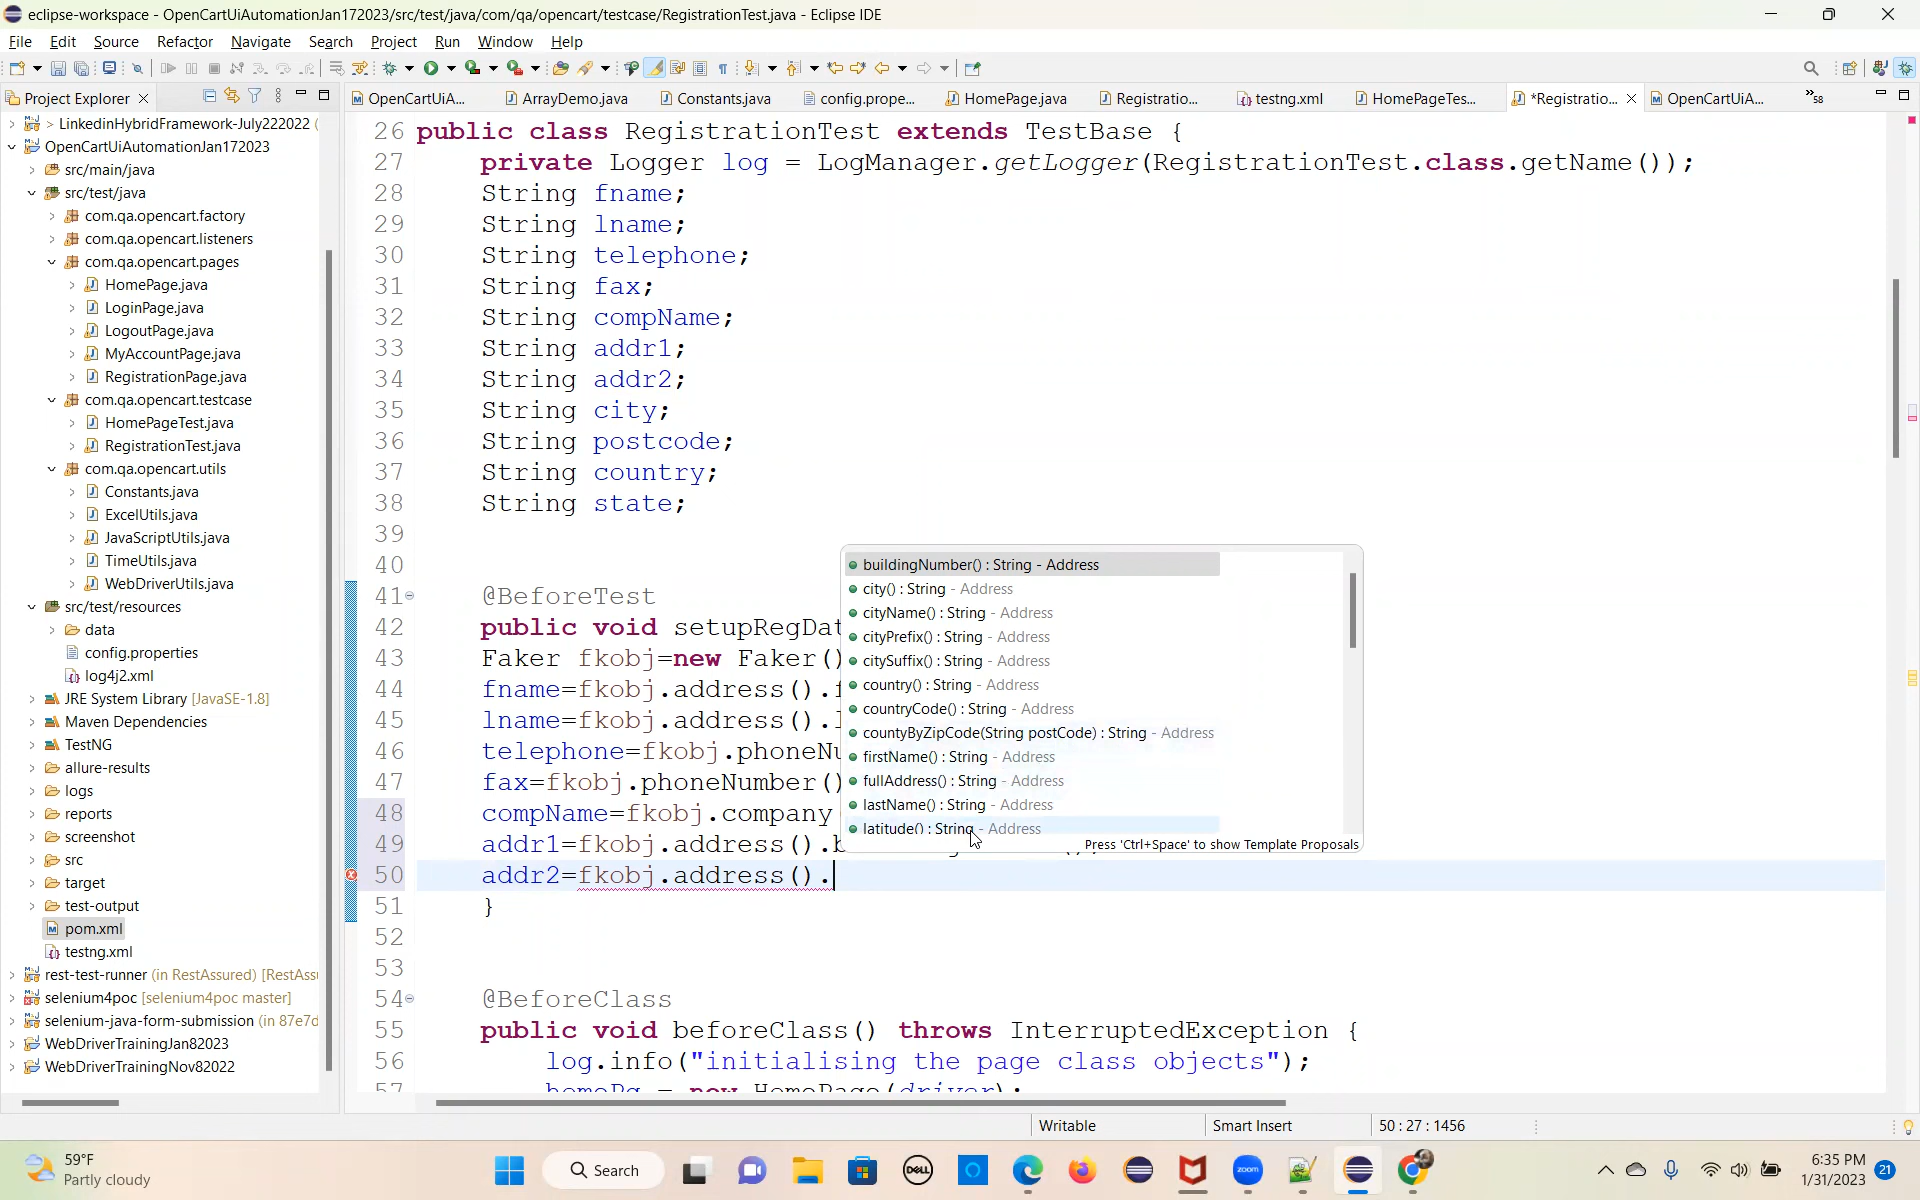 eclipse-workspace - OpenCartUiAutomationJan172023/src/test/java/com/qa/opencart/testcase/RegistrationTest.java - Eclipse IDE
File Edit Source Refactor Navigate Search Project Run Window Help
Project Explorer
OpenCartUiA... ArrayDemo.java Constants.java config.prope... HomePage.java Registratio... testng.xml HomePageTes... *Registratio... OpenCartUiA... »58
> LinkedinHybridFramework-July222022 (
OpenCartUiAutomationJan172023
src/main/java
src/test/java
com.qa.opencart.factory
com.qa.opencart.listeners
com.qa.opencart.pages
HomePage.java
LoginPage.java
LogoutPage.java
MyAccountPage.java
RegistrationPage.java
com.qa.opencart.testcase
HomePageTest.java
RegistrationTest.java
com.qa.opencart.utils
Constants.java
ExcelUtils.java
JavaScriptUtils.java
TimeUtils.java
WebDriverUtils.java
src/test/resources
data
config.properties
log4j2.xml
JRE System Library [JavaSE-1.8]
Maven Dependencies
TestNG
allure-results
logs
reports
screenshot
src
target
test-output
pom.xml
testng.xml
rest-test-runner (in RestAssured) [RestAssu
selenium4poc [selenium4poc master]
selenium-java-form-submission (in 87e7d
WebDriverTrainingJan82023
WebDriverTrainingNov82022
26 public class RegistrationTest extends TestBase {
27 private Logger log = LogManager.getLogger(RegistrationTest.class.getName());
28 String fname;
29 String lname;
30 String telephone;
31 String fax;
32 String compName;
33 String addr1;
34 String addr2;
35 String city;
36 String postcode;
37 String country;
38 String state;
39
40
41 @BeforeTest
42 public void setupRegDat
43 Faker fkobj=new Faker()
44 fname=fkobj.address().f
45 lname=fkobj.address().l
46 telephone=fkobj.phoneNu
47 fax=fkobj.phoneNumber()
48 compName=fkobj.company
49 addr1=fkobj.address().b
50 addr2=fkobj.address().
51 }
52
53
54 @BeforeClass
55 public void beforeClass() throws InterruptedException {
56 log.info("initialising the page class objects");
57 homePg = new HomePage(driver);
buildingNumber() : String - Address
city() : String - Address
cityName() : String - Address
cityPrefix() : String - Address
citySuffix() : String - Address
country() : String - Address
countryCode() : String - Address
countyByZipCode(String postCode) : String - Address
firstName() : String - Address
fullAddress() : String - Address
lastName() : String - Address
latitude() : String - Address
Press 'Ctrl+Space' to show Template Proposals
Writable Smart Insert 50 : 27 : 1456
59°F
Partly cloudy
Search
DELL
zoom
6:35 PM
1/31/2023
21